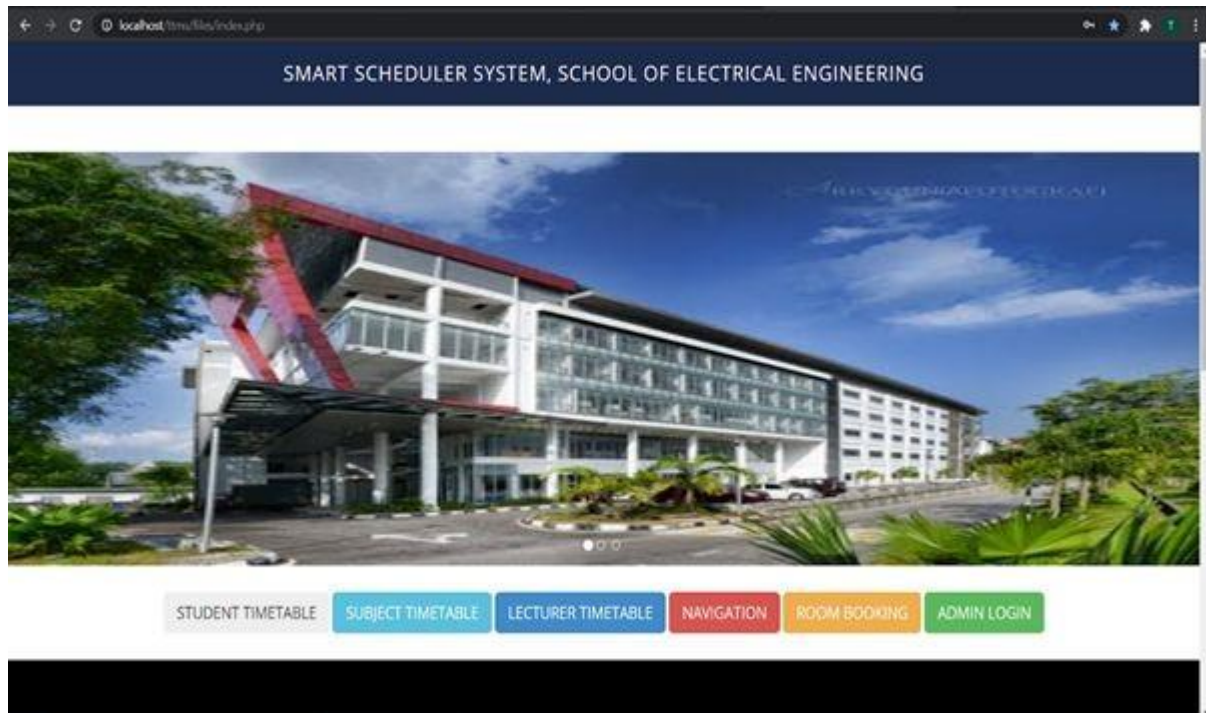 localhost/ttms/files/index.php
SMART SCHEDULER SYSTEM, SCHOOL OF ELECTRICAL ENGINEERING
STUDENT TIMETABLE
SUBJECT TIMETABLE
LECTURER TIMETABLE
NAVIGATION
ROOM BOOKING
ADMIN LOGIN